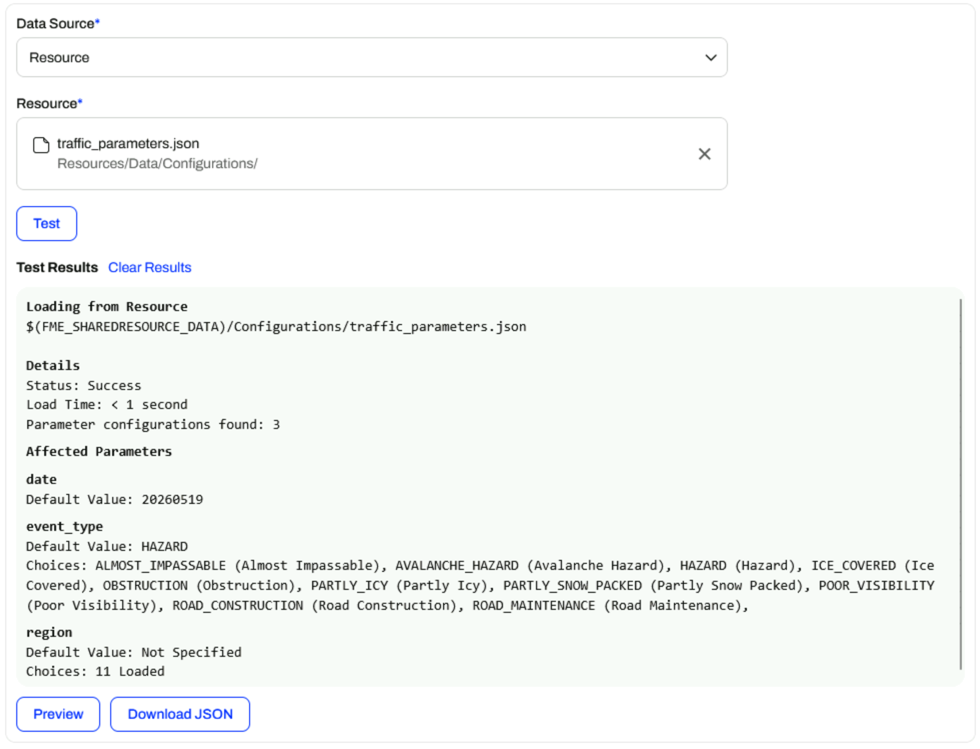 Data Source*
Resource
Resource*
traffic_parameters.json
Resources/Data/Configurations/
Test
Test Results Clear Results
Loading from Resource
$(FME_SHAREDRESOURCE_DATA)/Configurations/traffic_parameters.json
Details
Status: Success
Load Time: < 1 second
Parameter configurations found: 3
Affected Parameters
date
Default Value: 20260519
event_type
Default Value: HAZARD
Choices: ALMOST_IMPASSABLE (Almost Impassable), AVALANCHE_HAZARD (Avalanche Hazard), HAZARD (Hazard), ICE_COVERED (Ice
Covered), OBSTRUCTION (Obstruction), PARTLY_ICY (Partly Icy), PARTLY_SNOW_PACKED (Partly Snow Packed), POOR_VISIBILITY
(Poor Visibility), ROAD_CONSTRUCTION (Road Construction), ROAD_MAINTENANCE (Road Maintenance),
region
Default Value: Not Specified
Choices: 11 Loaded
Preview Download JSON